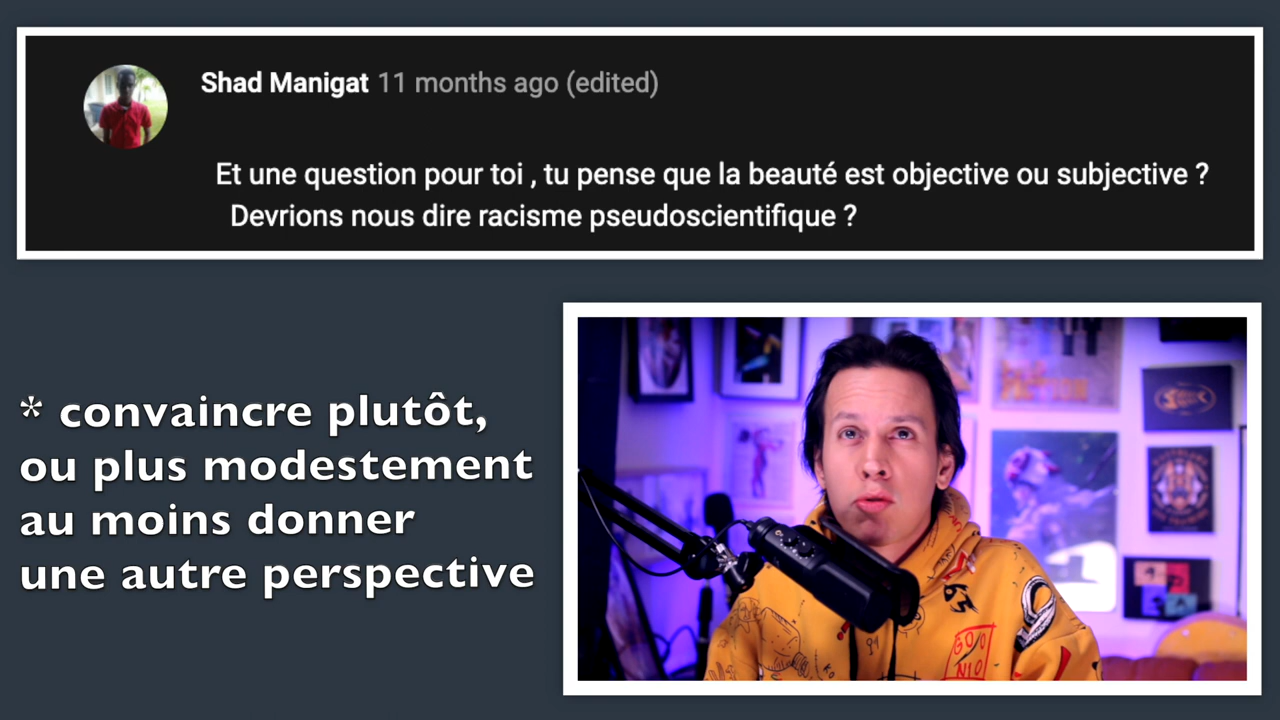 Shad Manigat 11 months ago (edited)
Et une question pour toi , tu pense que la beauté est objective ou subjective ?
Devrions nous dire racisme pseudoscientifique ?
* convaincre plutôt,
ou plus modestement
au moins donner
une autre perspective